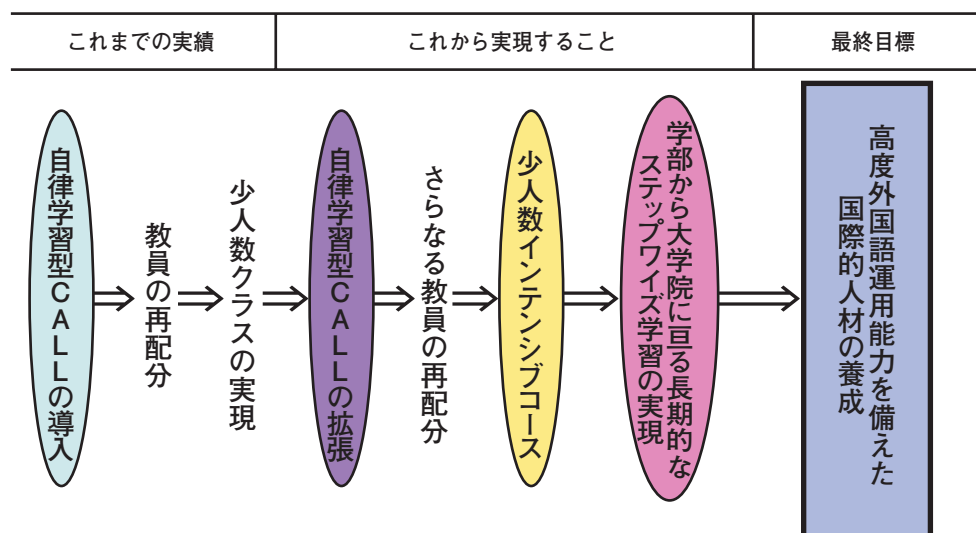 これまでの実績
これから実現すること
最終目標
自律学習型CALLの導入
教員の再配分
少人数クラスの実現
自律学習型CALLの拡張
さらなる教員の再配分
少人数インテンシブコース
学部から大学院に亘る長期的な
ステップワイズ学習の実現
高度外国語運用能力を備えた
国際的人材の養成